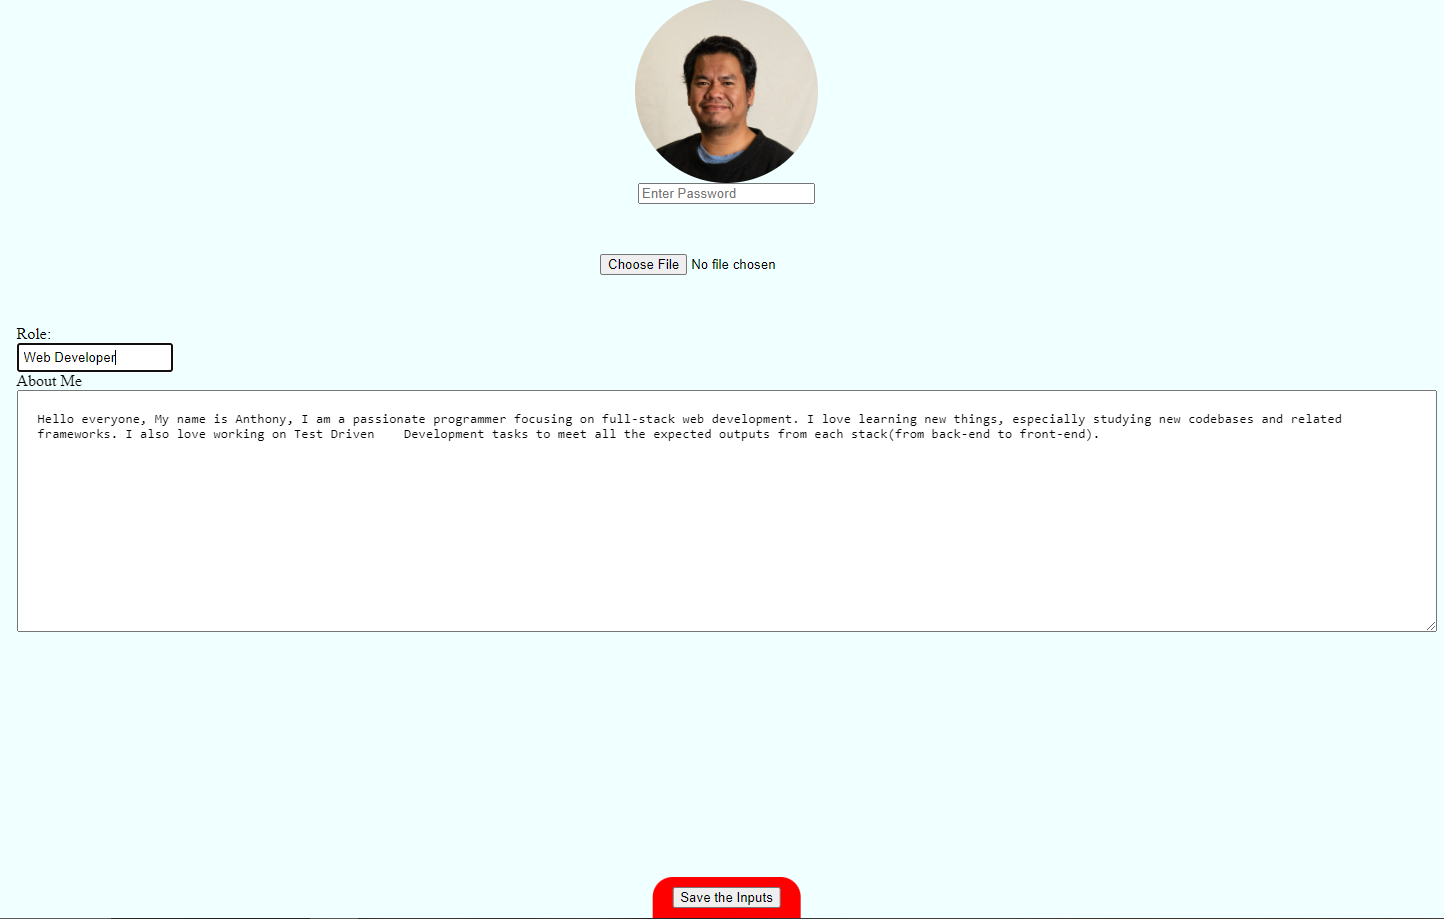 Enter Password
Choose File No file chosen
Role:
Web Developer
About Me
Hello everyone, My name is Anthony, I am a passionate programmer focusing on full-stack web development. I love learning new things, especially studying new codebases and related
frameworks. I also love working on Test Driven    Development tasks to meet all the expected outputs from each stack(from back-end to front-end).
Save the Inputs